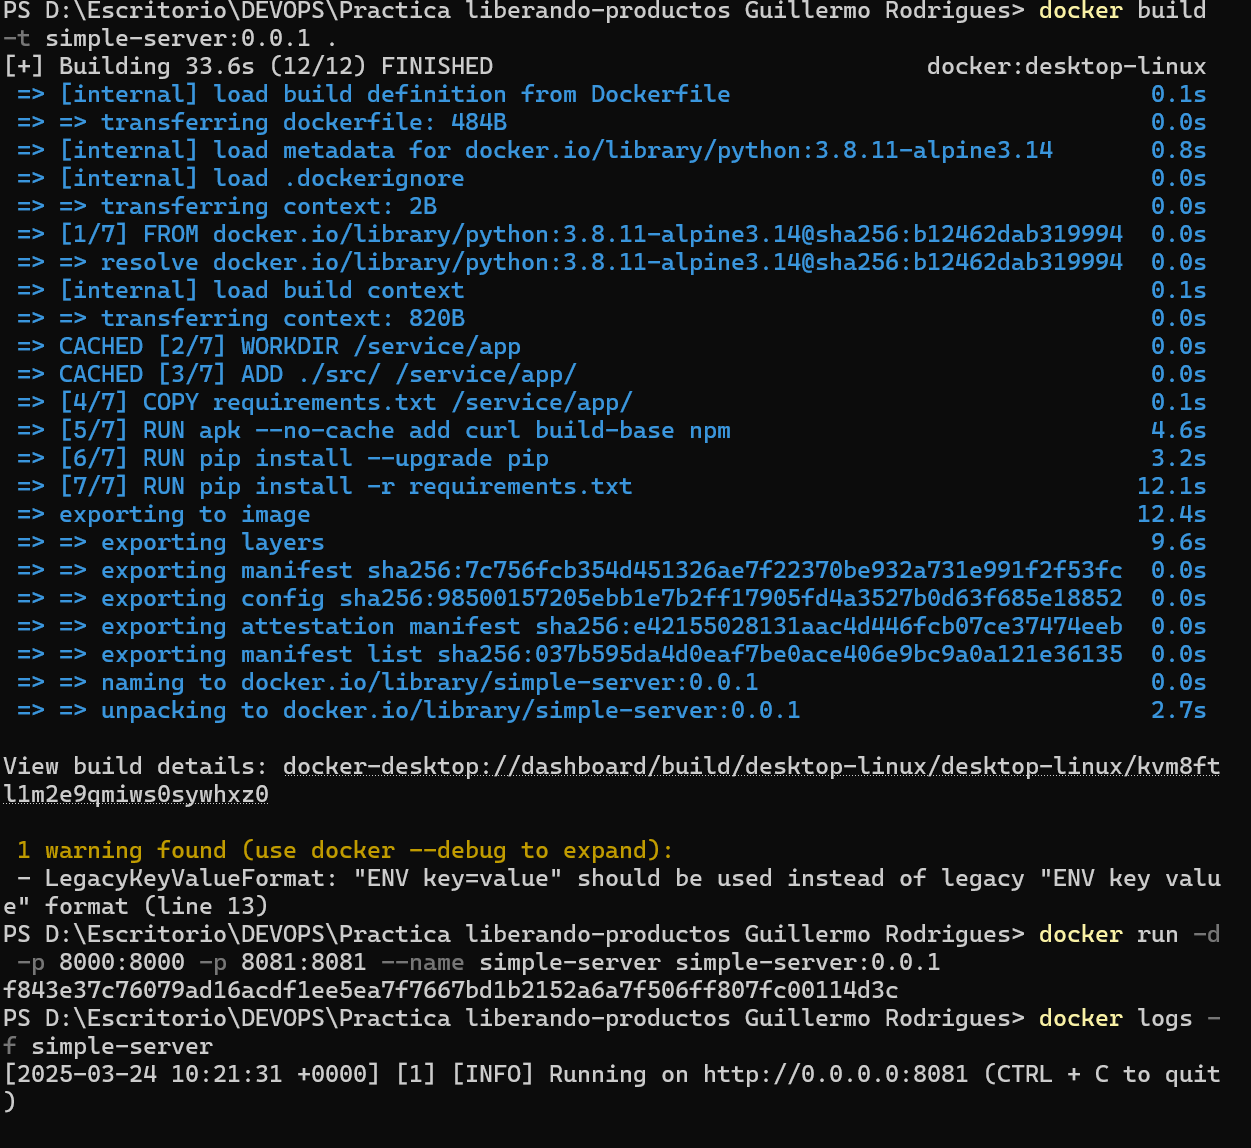 PS D:\Escritorio\DEVOPS\Practica liberando-productos Guillermo Rodrigues> docker build
-t simple-server:0.0.1 .
[+] Building 33.6s (12/12) FINISHED docker:desktop-linux
=> [internal] load build definition from Dockerfile 0.1s
=> => transferring dockerfile: 484B 0.0s
=> [internal] load metadata for docker.io/library/python:3.8.11-alpine3.14 0.8s
=> [internal] load .dockerignore 0.0s
=> => transferring context: 2B 0.0s
=> [1/7] FROM docker.io/library/python:3.8.11-alpine3.14@sha256:b12462dab319994 0.0s
=> => resolve docker.io/library/python:3.8.11-alpine3.14@sha256:b12462dab319994 0.0s
=> [internal] load build context 0.1s
=> => transferring context: 820B 0.0s
=> CACHED [2/7] WORKDIR /service/app 0.0s
=> CACHED [3/7] ADD ./src/ /service/app/ 0.0s
=> [4/7] COPY requirements.txt /service/app/ 0.1s
=> [5/7] RUN apk --no-cache add curl build-base npm 4.6s
=> [6/7] RUN pip install --upgrade pip 3.2s
=> [7/7] RUN pip install -r requirements.txt 12.1s
=> exporting to image 12.4s
=> => exporting layers 9.6s
=> => exporting manifest sha256:7c756fcb354d451326ae7f22370be932a731e991f2f53fc 0.0s
=> => exporting config sha256:98500157205ebb1e7b2ff17905fd4a3527b0d63f685e18852 0.0s
=> => exporting attestation manifest sha256:e42155028131aac4d446fcb07ce37474eeb 0.0s
=> => exporting manifest list sha256:037b595da4d0eaf7be0ace406e9bc9a0a121e36135 0.0s
=> => naming to docker.io/library/simple-server:0.0.1 0.0s
=> => unpacking to docker.io/library/simple-server:0.0.1 2.7s
View build details: docker-desktop://dashboard/build/desktop-linux/desktop-linux/kvm8ft
l1m2e9qmiws0sywhxz0
1 warning found (use docker --debug to expand):
- LegacyKeyValueFormat: "ENV key=value" should be used instead of legacy "ENV key valu
e" format (line 13)
PS D:\Escritorio\DEVOPS\Practica liberando-productos Guillermo Rodrigues> docker run -d
-p 8000:8000 -p 8081:8081 --name simple-server simple-server:0.0.1
f843e37c76079ad16acdf1ee5ea7f7667bd1b2152a6a7f506ff807fc00114d3c
PS D:\Escritorio\DEVOPS\Practica liberando-productos Guillermo Rodrigues> docker logs -
f simple-server
[2025-03-24 10:21:31 +0000] [1] [INFO] Running on http://0.0.0.0:8081 (CTRL + C to quit
)